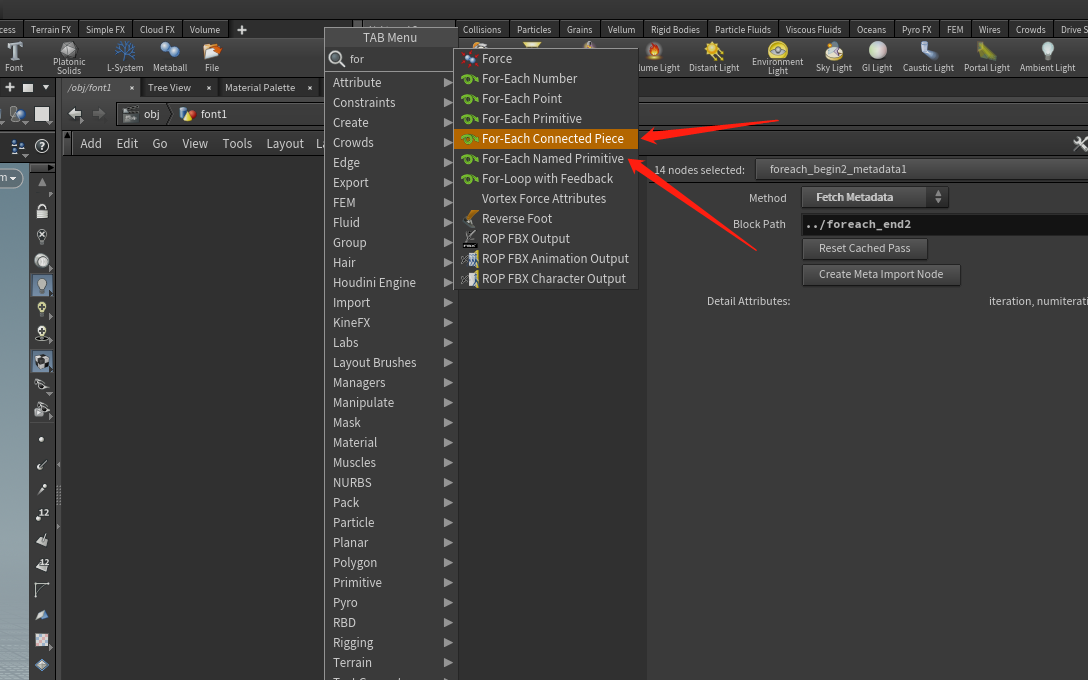 cess
Terrain FX
Simple FX
Cloud FX
Volume
Collisions
Particles
Grains
Vellum
Rigid Bodies
Particle Fluids
Viscous Fluids
Oceans
Pyro FX
FEM
Wires
Crowds
Drive S
Font
Platonic Solids
L-System
Metaball
File
lume Light
Distant Light
Environment Light
Sky Light
GI Light
Caustic Light
Portal Light
Ambient Light
/obj/font1 ×
Tree View ×
Material Palette ×
obj
font1
Add
Edit
Go
View
Tools
Layout
TAB Menu
for
Attribute
Constraints
Create
Crowds
Edge
Export
FEM
Fluid
Group
Hair
Houdini Engine
Import
KineFX
Labs
Layout Brushes
Managers
Manipulate
Mask
Material
Muscles
NURBS
Pack
Particle
Planar
Polygon
Primitive
Pyro
RBD
Rigging
Terrain
Force
For-Each Number
For-Each Point
For-Each Primitive
For-Each Connected Piece
For-Each Named Primitive
For-Loop with Feedback
Vortex Force Attributes
Reverse Foot
ROP FBX Output
ROP FBX Animation Output
ROP FBX Character Output
14 nodes selected:
foreach_begin2_metadata1
Method
Fetch Metadata
Block Path
../foreach_end2
Reset Cached Pass
Create Meta Import Node
Detail Attributes:
iteration, numiterati
12
12